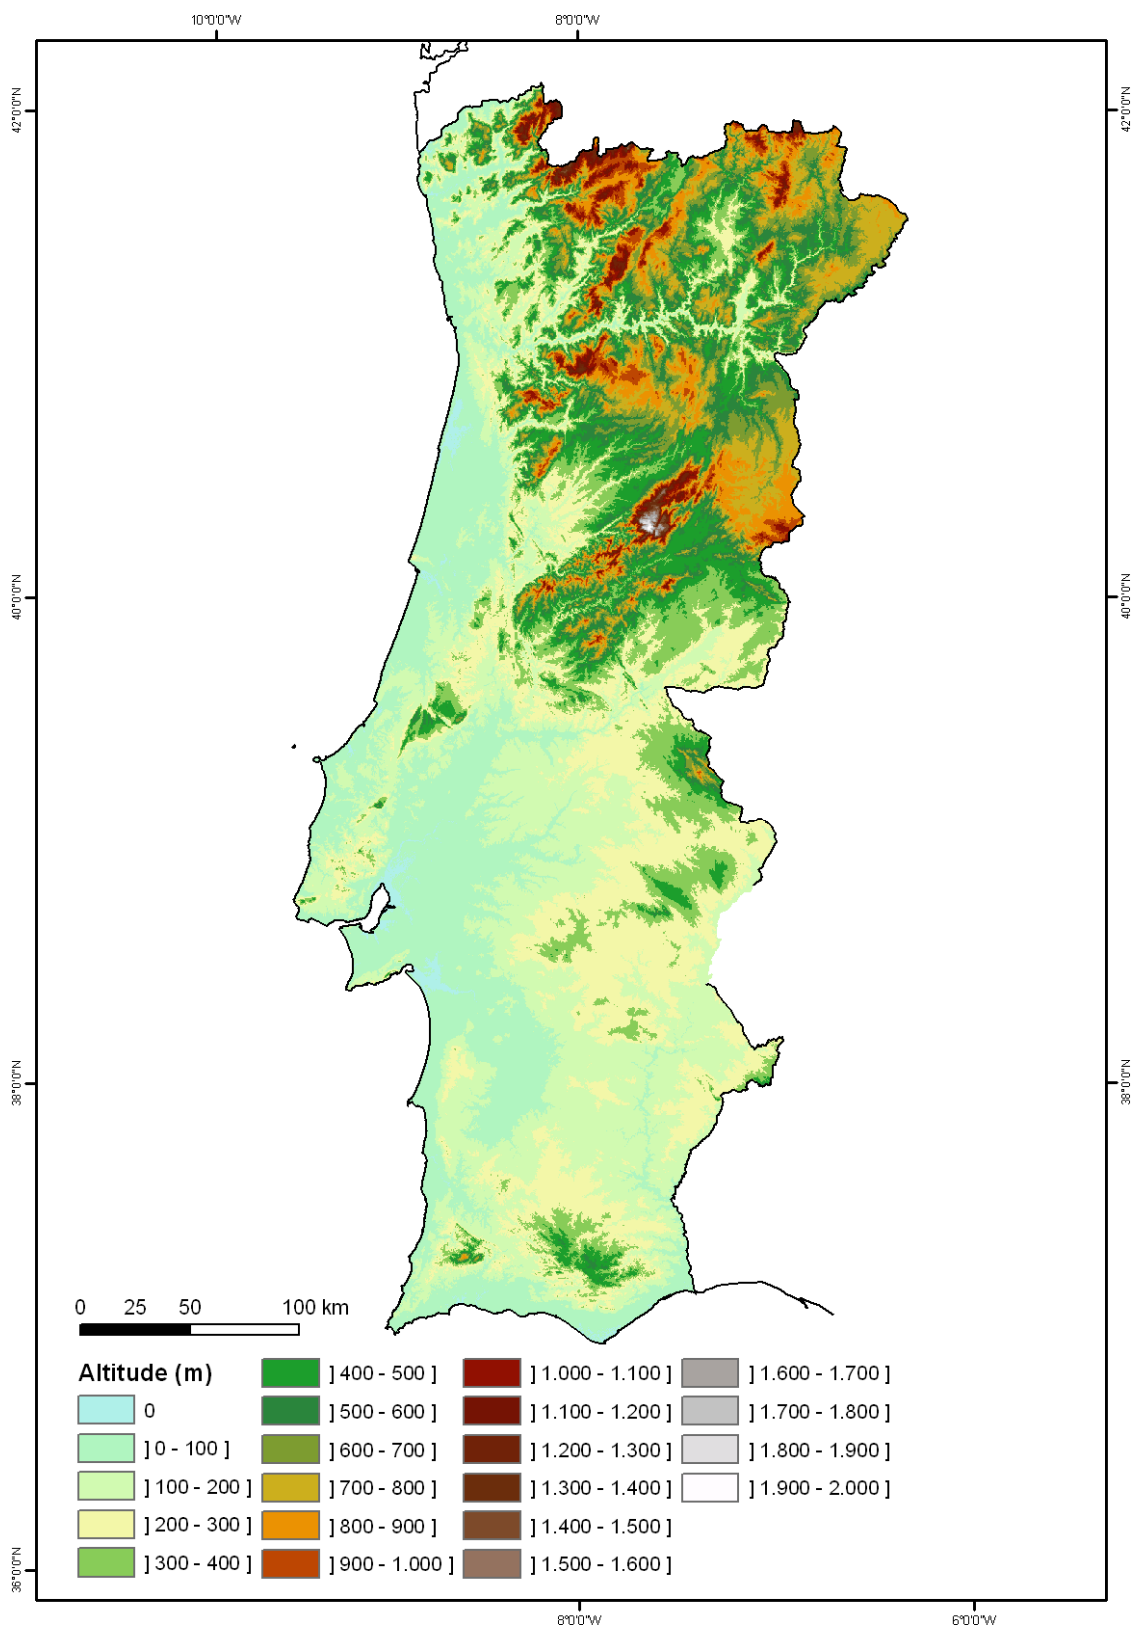 10°0'0"W 8°0'0"W
42°0'0"N 42°0'0"N
40°0'0"N 40°0'0"N
38°0'0"N 38°0'0"N
0 25 50 100 km
Altitude (m)
0
] 0 - 100 ]
] 100 - 200 ]
] 200 - 300 ]
] 300 - 400 ]
] 400 - 500 ]
] 500 - 600 ]
] 600 - 700 ]
] 700 - 800 ]
] 800 - 900 ]
] 900 - 1.000 ]
] 1.000 - 1.100 ]
] 1.100 - 1.200 ]
] 1.200 - 1.300 ]
] 1.300 - 1.400 ]
] 1.400 - 1.500 ]
] 1.500 - 1.600 ]
] 1.600 - 1.700 ]
] 1.700 - 1.800 ]
] 1.800 - 1.900 ]
] 1.900 - 2.000 ]
36°0'0"N
8°0'0"W 6°0'0"W